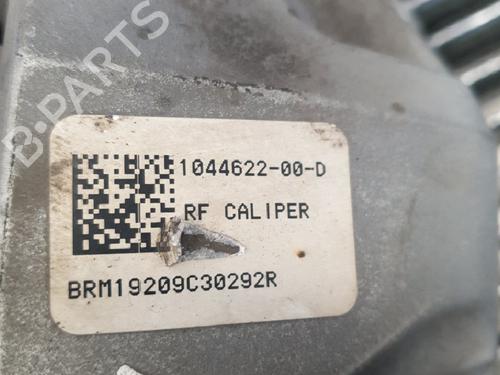 B-PARTS
1044622-00-D
RF CALIPER
BRM19209C30292R